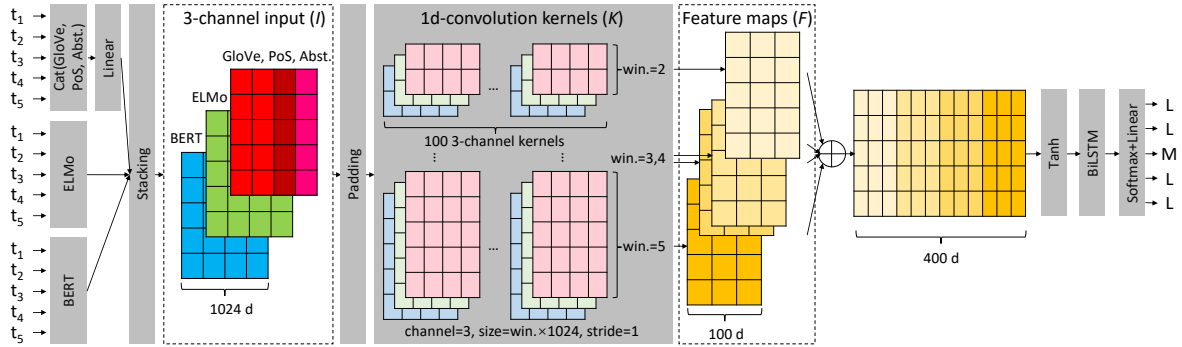 t1
t2
t3
t4
t5
Cat(GloVe,
PoS, Abst.)
Linear
t1
t2
t3
t4
t5
ELMo
t1
t2
t3
t4
t5
BERT
Stacking
3-channel input (I)
GloVe, PoS, Abst.
ELMo
BERT
1024 d
Padding
1d-convolution kernels (K)
...
win.=2
100 3-channel kernels
...
...
win.=3,4
...
win.=5
channel=3, size=win.×1024, stride=1
Feature maps (F)
100 d
400 d
Tanh
BiLSTM
Softmax+Linear
L
L
M
L
L